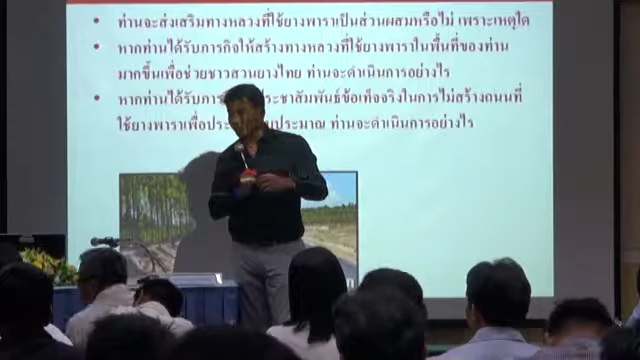 • ท่านจะส่งเสริมทางหลวงที่ใช้ยางพาราเป็นส่วนผสมหรือไม่ เพราะเหตุใด
• หากท่านได้รับภารกิจให้สร้างทางหลวงที่ใช้ยางพาราในพื้นที่ของท่าน
มากขึ้นเพื่อช่วยชาวสวนยางไทย ท่านจะดำเนินการอย่างไร
• หากท่านได้รับภาร ประชาสัมพันธ์ข้อเท็จจริงในการไม่สร้างถนนที่
ใช้ยางพาราเพื่อประ ท่านจะดำเนินการอย่างไร